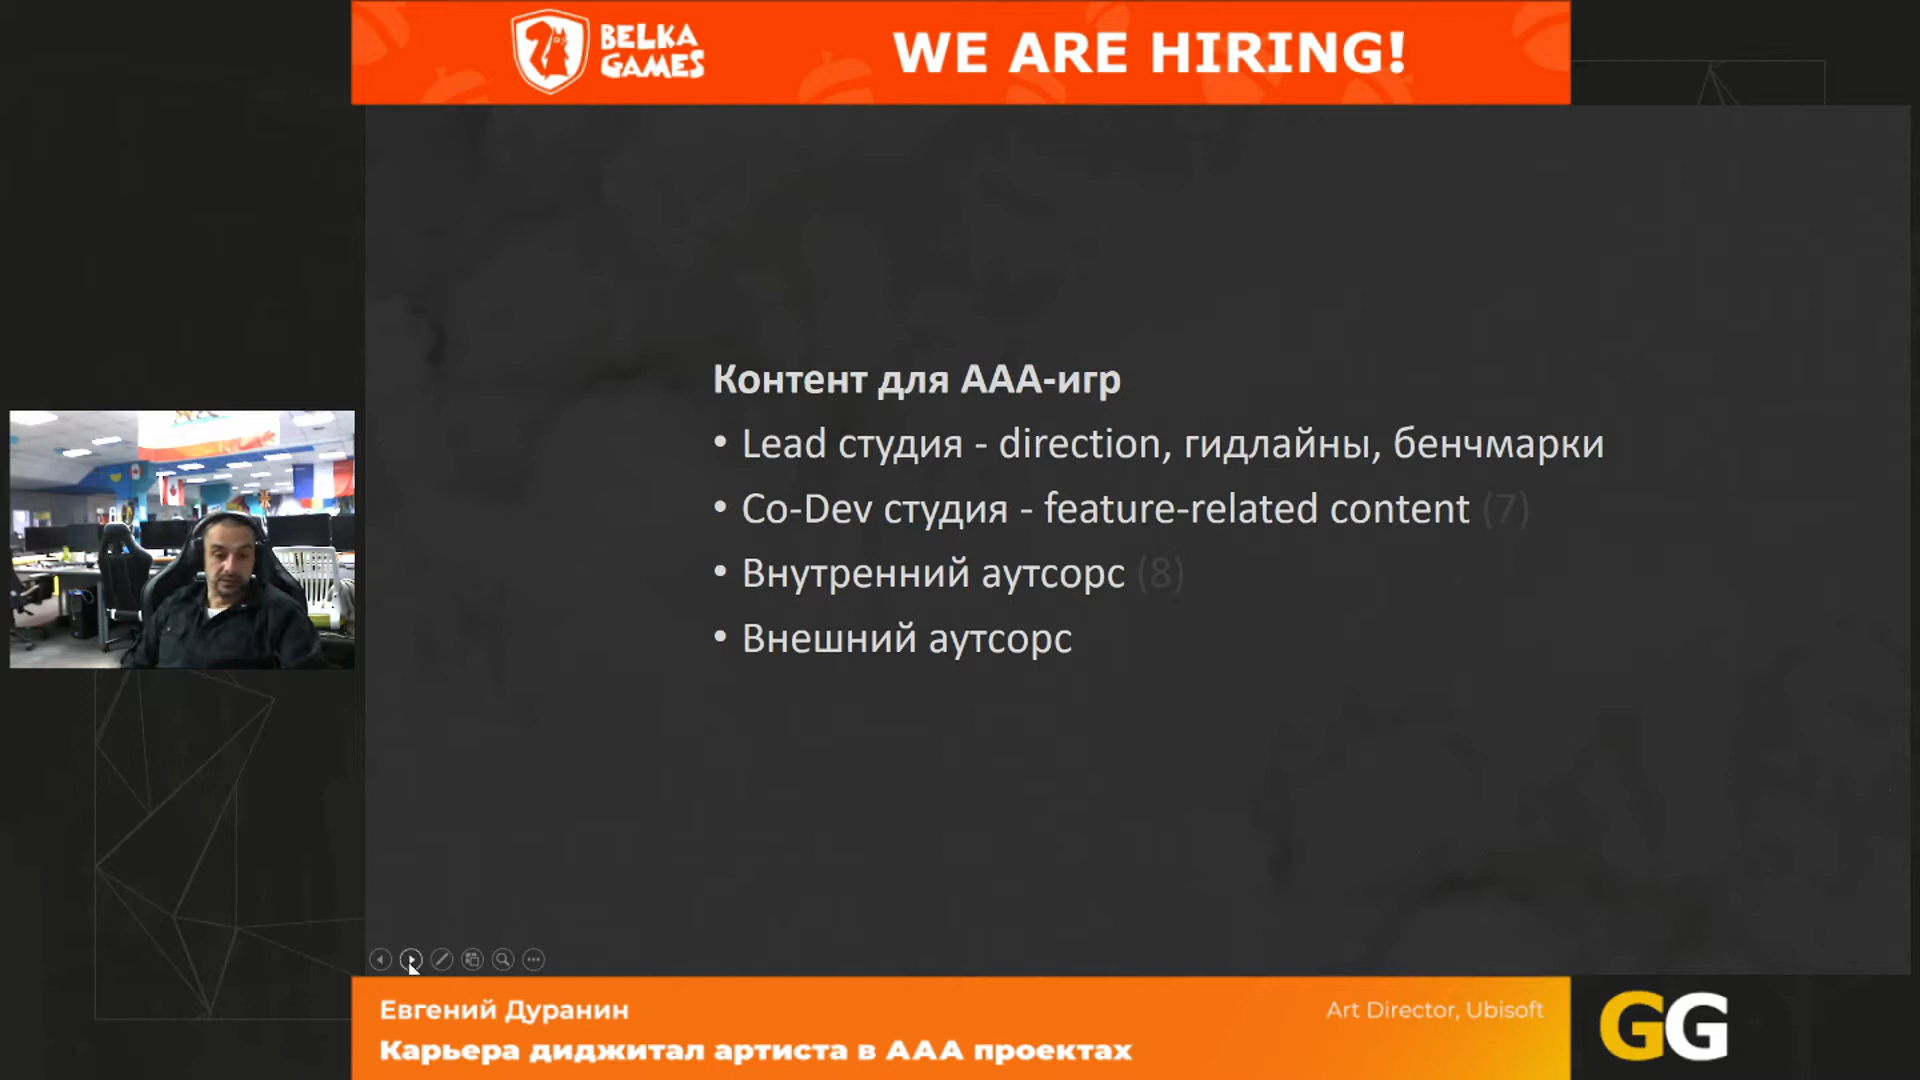 BELKA
GAMES
WE ARE HIRING!
Контент для ААА-игр
• Lead студия - direction, гидлайны, бенчмарки
• Co-Dev студия - feature-related content (7)
• Внутренний аутсорс (8)
• Внешний аутсорс
Евгений Дуранин
Art Director, Ubisoft
Карьера диджитал артиста в ААА проектах
GG